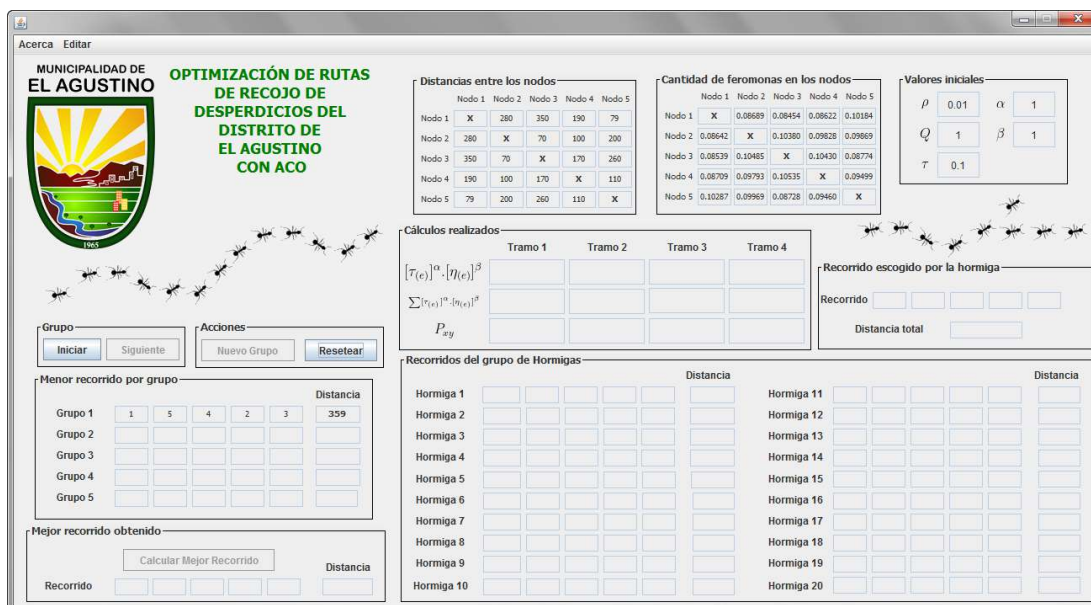 Acerca Editar
MUNICIPALIDAD DE
EL AGUSTINO
1965
OPTIMIZACIÓN DE RUTAS
DE RECOJO DE
DESPERDICIOS DEL
DISTRITO DE
EL AGUSTINO
CON ACO
Distancias entre los nodos
Nodo 1 Nodo 2 Nodo 3 Nodo 4 Nodo 5
Nodo 1 X 280 350 190 79
Nodo 2 280 X 70 100 200
Nodo 3 350 70 X 170 260
Nodo 4 190 100 170 X 110
Nodo 5 79 200 260 110 X
Cantidad de feromonas en los nodos
Nodo 1 Nodo 2 Nodo 3 Nodo 4 Nodo 5
Nodo 1 X 0.08689 0.08454 0.08622 0.10184
Nodo 2 0.08642 X 0.10380 0.09828 0.09869
Nodo 3 0.08539 0.10485 X 0.10430 0.08774
Nodo 4 0.08709 0.09793 0.10535 X 0.09499
Nodo 5 0.10287 0.09969 0.08728 0.09460 X
Valores iniciales
ρ 0.01 α 1
Q 1 β 1
τ 0.1
Cálculos realizados
Tramo 1 Tramo 2 Tramo 3 Tramo 4
[τ(e)]^α.[η(e)]^β
∑[τ(e)]^α.[η(e)]^β
Pxy
Recorrido escogido por la hormiga
Recorrido
Distancia total
Grupo
Iniciar Siguiente
Acciones
Nuevo Grupo Resetear
Menor recorrido por grupo
Distancia
Grupo 1 1 5 4 2 3 359
Grupo 2
Grupo 3
Grupo 4
Grupo 5
Mejor recorrido obtenido
Calcular Mejor Recorrido
Distancia
Recorrido
Recorridos del grupo de Hormigas
Distancia Distancia
Hormiga 1 Hormiga 11
Hormiga 2 Hormiga 12
Hormiga 3 Hormiga 13
Hormiga 4 Hormiga 14
Hormiga 5 Hormiga 15
Hormiga 6 Hormiga 16
Hormiga 7 Hormiga 17
Hormiga 8 Hormiga 18
Hormiga 9 Hormiga 19
Hormiga 10 Hormiga 20